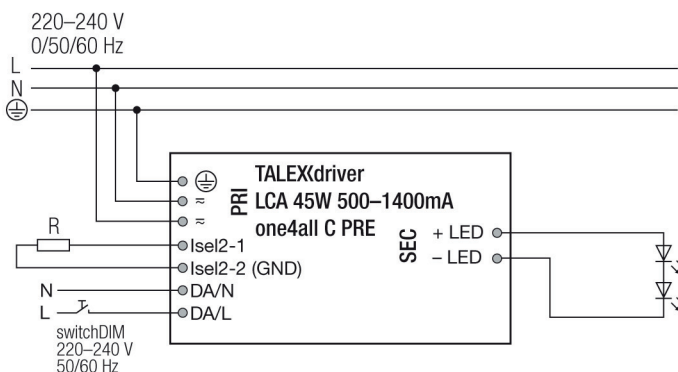 220–240 V
0/50/60 Hz
L
N
TALEXXdriver
LCA 45W 500–1400mA
one4all C PRE
PRI
≂
≂
R
Isel2-1
Isel2-2 (GND)
N
DA/N
L
DA/L
SEC
+ LED
– LED
switchDIM
220–240 V
50/60 Hz